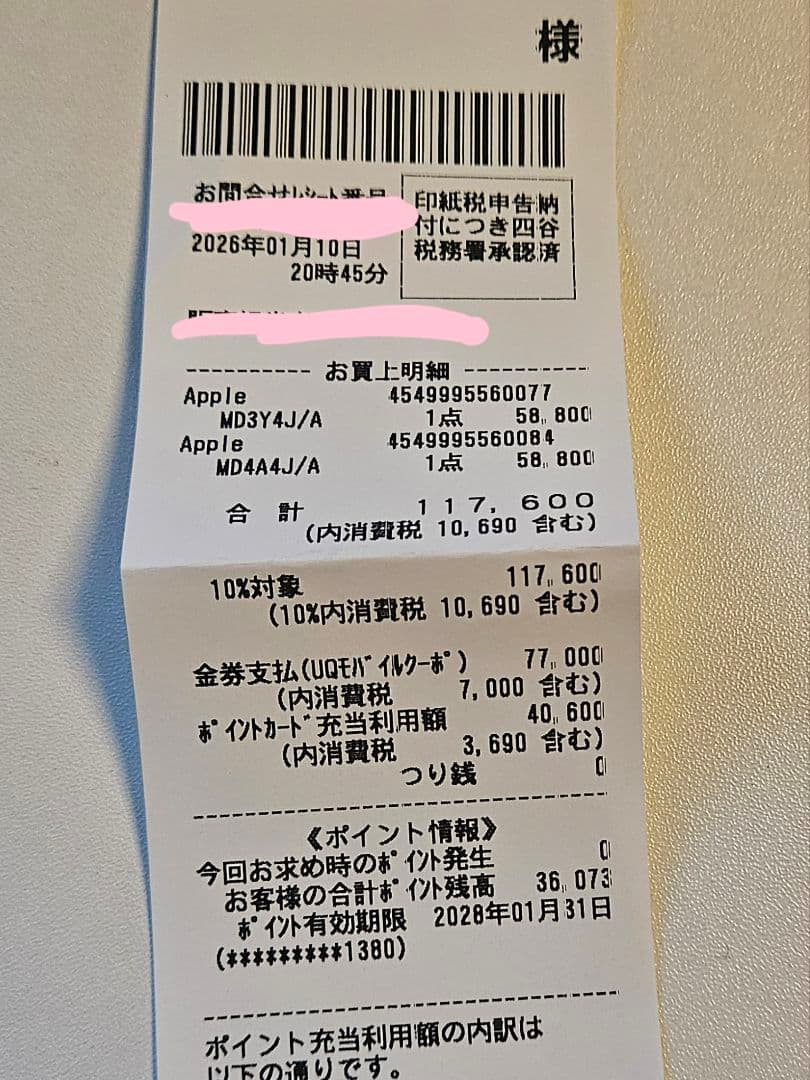 様
お問合せﾚｼｰﾄ番号
印紙税申告納
付につき四谷
税務署承認済
2026年01月10日
20時45分
---------- お買上明細 ----------
Apple 4549995560077
MD3Y4J/A 1点 58,800
Apple 4549995560084
MD4A4J/A 1点 58,800
合 計 117,600
(内消費税 10,690 含む)
10%対象 117,600
(10%内消費税 10,690 含む)
金券支払(UQﾓﾊﾞｲﾙｸｰﾎﾟ) 77,000
(内消費税 7,000 含む)
ﾎﾟｲﾝﾄｶｰﾄﾞ充当利用額 40,600
(内消費税 3,690 含む)
つり銭 0
《ポイント情報》
今回お求め時のﾎﾟｲﾝﾄ発生 0
お客様の合計ﾎﾟｲﾝﾄ残高 36,073
ﾎﾟｲﾝﾄ有効期限 2028年01月31日
(*********1380)
ポイント充当利用額の内訳は
以下の通りです。